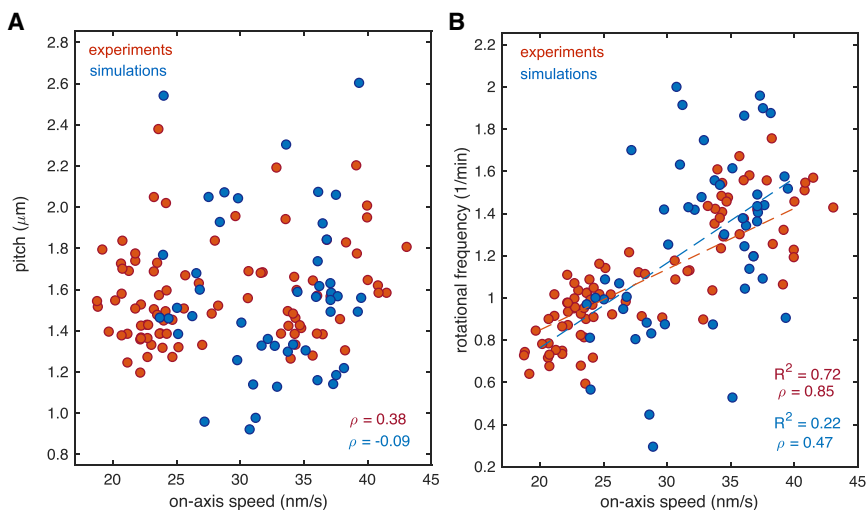 A
experiments
simulations
2.8
2.6
2.4
2.2
2.0
1.8
1.6
1.4
1.2
1.0
0.8
pitch (μm)
ρ = 0.38
ρ = -0.09
20 25 30 35 40 45
on-axis speed (nm/s)
B
experiments
simulations
2.2
2
1.8
1.6
1.4
1.2
1
0.8
0.6
0.4
0.2
rotational frequency (1/min)
R² = 0.72
ρ = 0.85
R² = 0.22
ρ = 0.47
20 25 30 35 40 45
on-axis speed (nm/s)